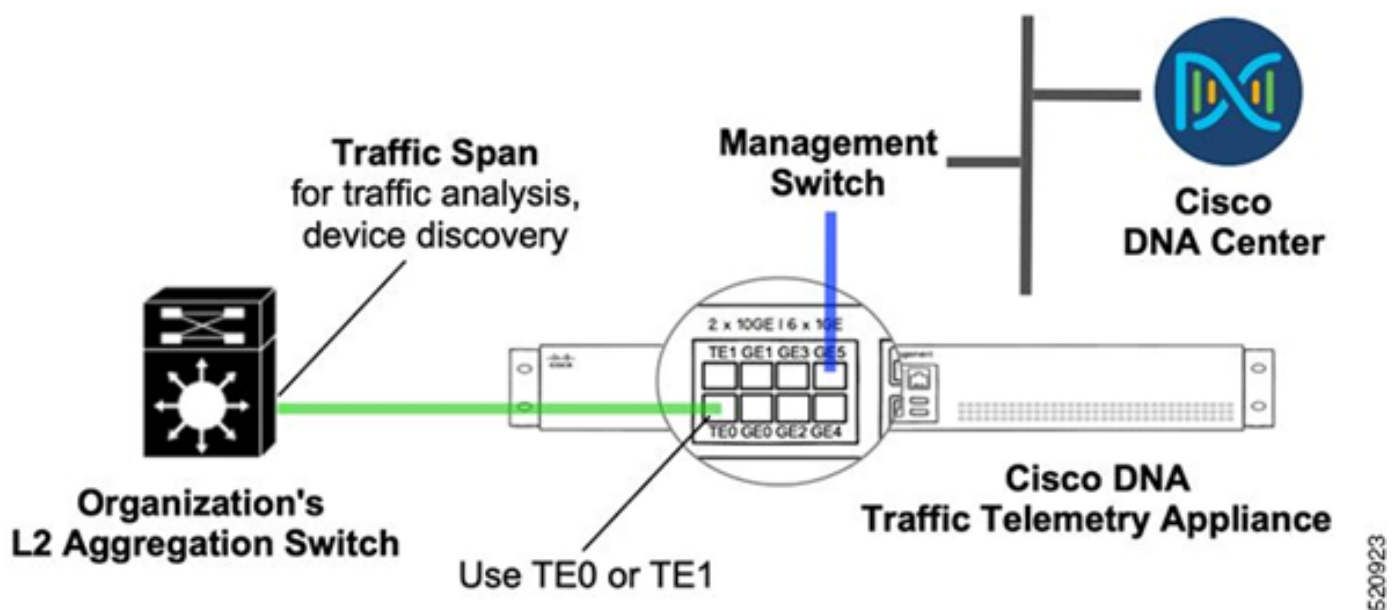 Traffic Span
for traffic analysis,
device discovery
Management
Switch
Cisco
DNA Center
2 x 10GE | 6 x 1GE
TE1 GE1 GE3 GE5
TE0 GE0 GE2 GE4
cisco
Organization's
L2 Aggregation Switch
Use TE0 or TE1
Cisco DNA
Traffic Telemetry Appliance
520923